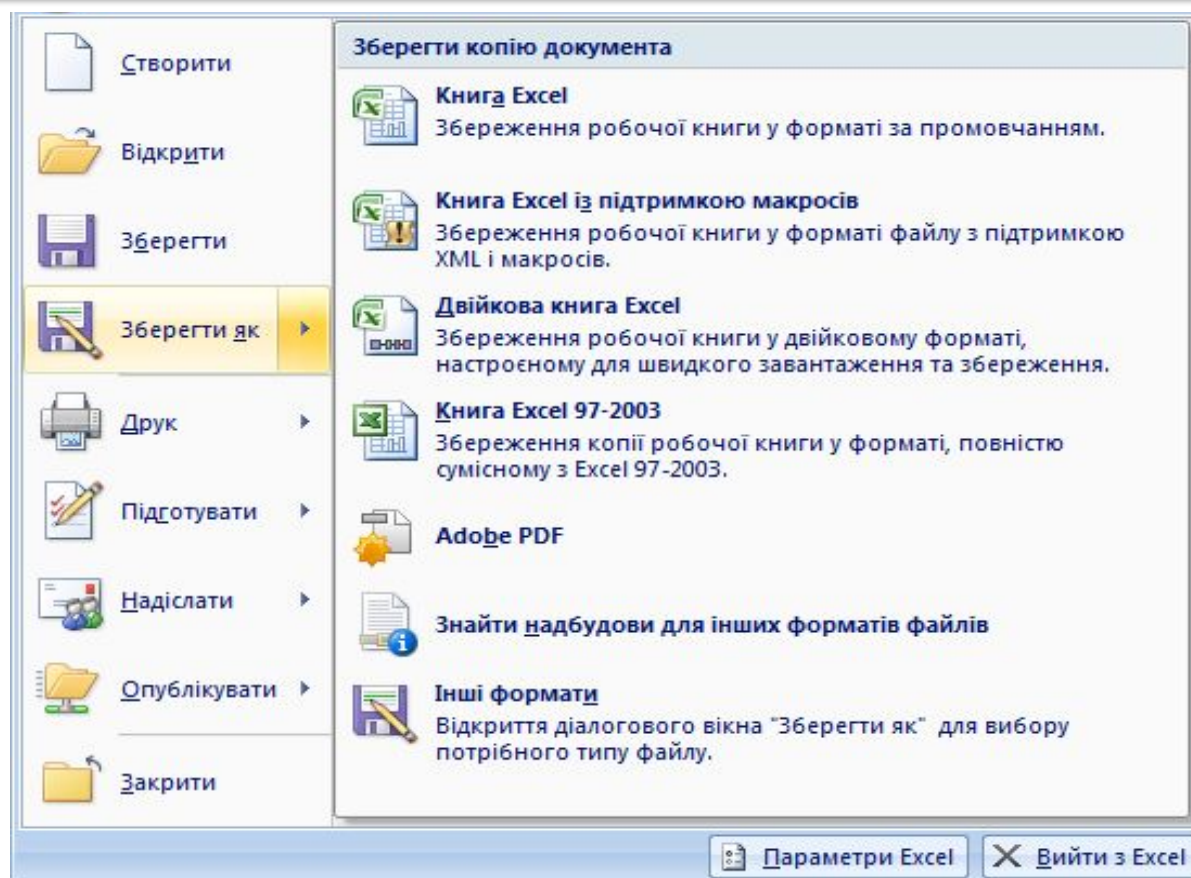 Створити
Відкрити
Зберегти
Зберегти як
Друк
Підготувати
Надіслати
Опублікувати
Закрити
Зберегти копію документа
Книга Excel
Збереження робочої книги у форматі за промовчанням.
Книга Excel із підтримкою макросів
Збереження робочої книги у форматі файлу з підтримкою
XML і макросів.
Двійкова книга Excel
Збереження робочої книги у двійковому форматі,
настроєному для швидкого завантаження та збереження.
Книга Excel 97-2003
Збереження копії робочої книги у форматі, повністю
сумісному з Excel 97-2003.
Adobe PDF
Знайти надбудови для інших форматів файлів
Інші формати
Відкриття діалогового вікна "Зберегти як" для вибору
потрібного типу файлу.
Параметри Excel
Вийти з Excel